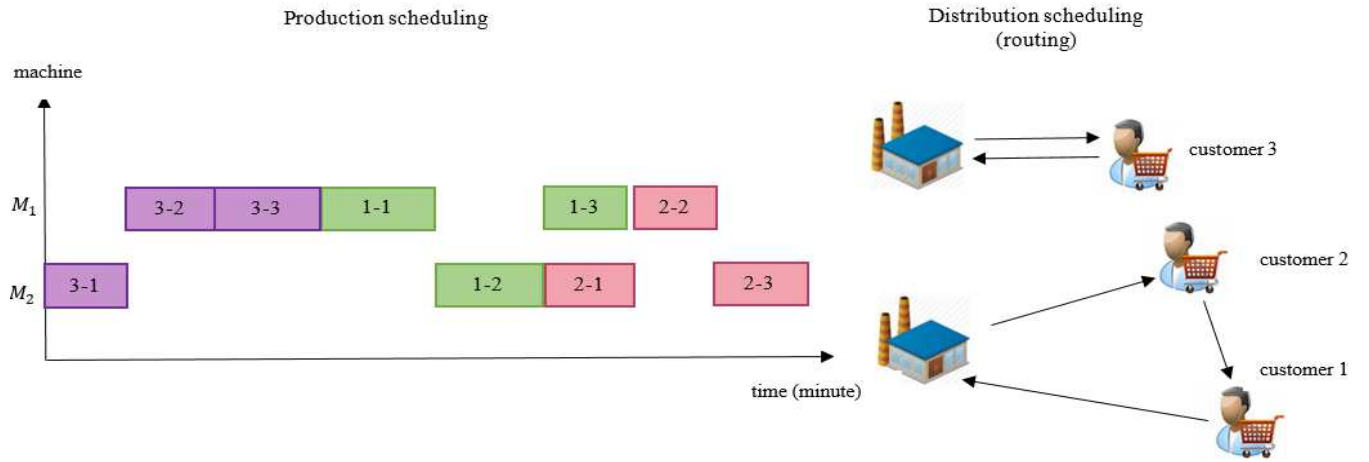 Production scheduling
Distribution scheduling
(routing)
machine
customer 3
M₁
3-2
3-3
1-1
1-3
2-2
customer 2
M₂
3-1
1-2
2-1
2-3
customer 1
time (minute)